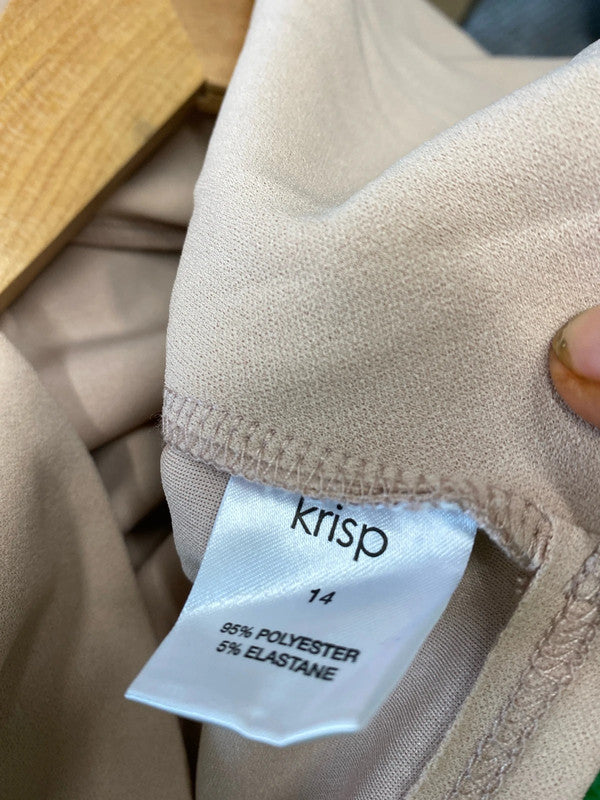 krisp
14
95% POLYESTER
5% ELASTANE